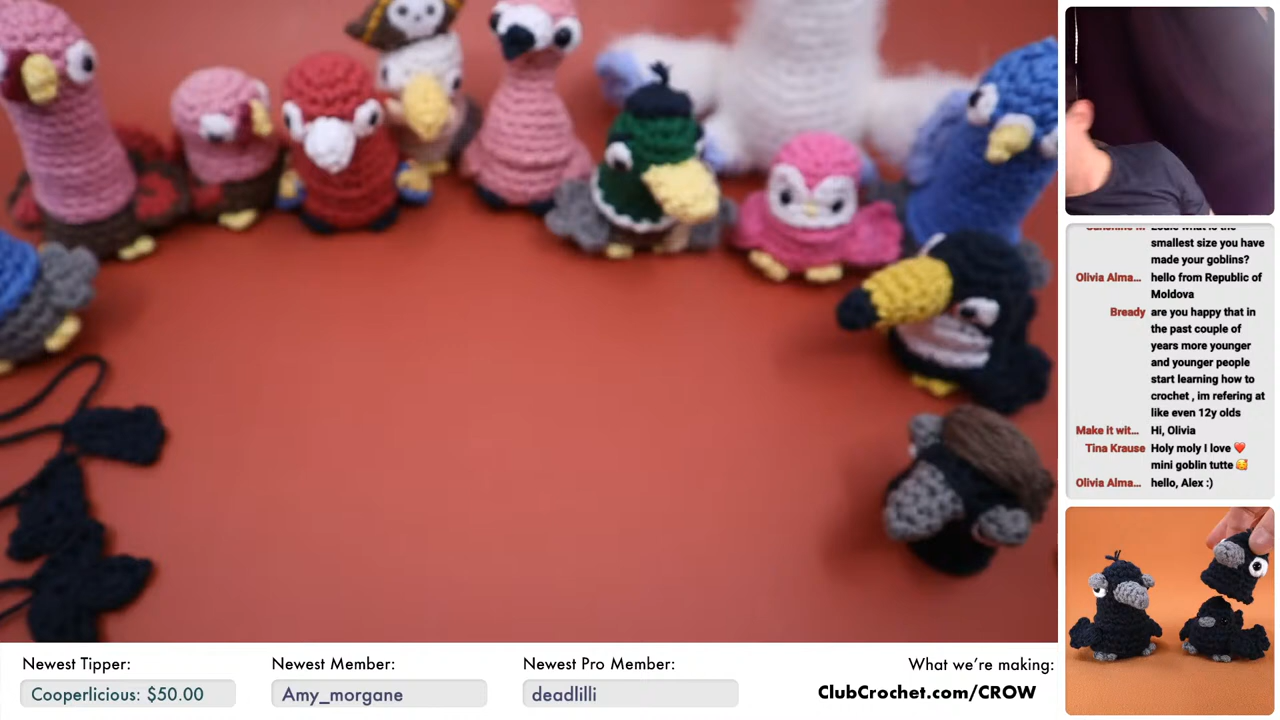 smallest size you have
made your goblins?
Olivia Alma... hello from Republic of
Moldova
Bready are you happy that in
the past couple of
years more younger
and younger people
start learning how to
crochet , im refering at
like even 12y olds
Make it wit... Hi, Olivia
Tina Krause Holy moly I love ❤️
mini goblin tutte 🥰
Olivia Alma... hello, Alex :)
Newest Tipper:
Cooperlicious: $50.00
Newest Member:
Amy_morgane
Newest Pro Member:
deadlilli
What we're making:
ClubCrochet.com/CROW